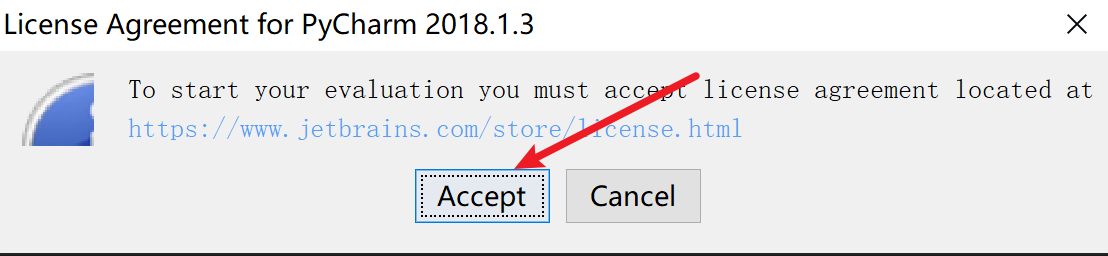 License Agreement for PyCharm 2018.1.3
To start your evaluation you must accept license agreement located at
https://www.jetbrains.com/store/license.html
Accept Cancel